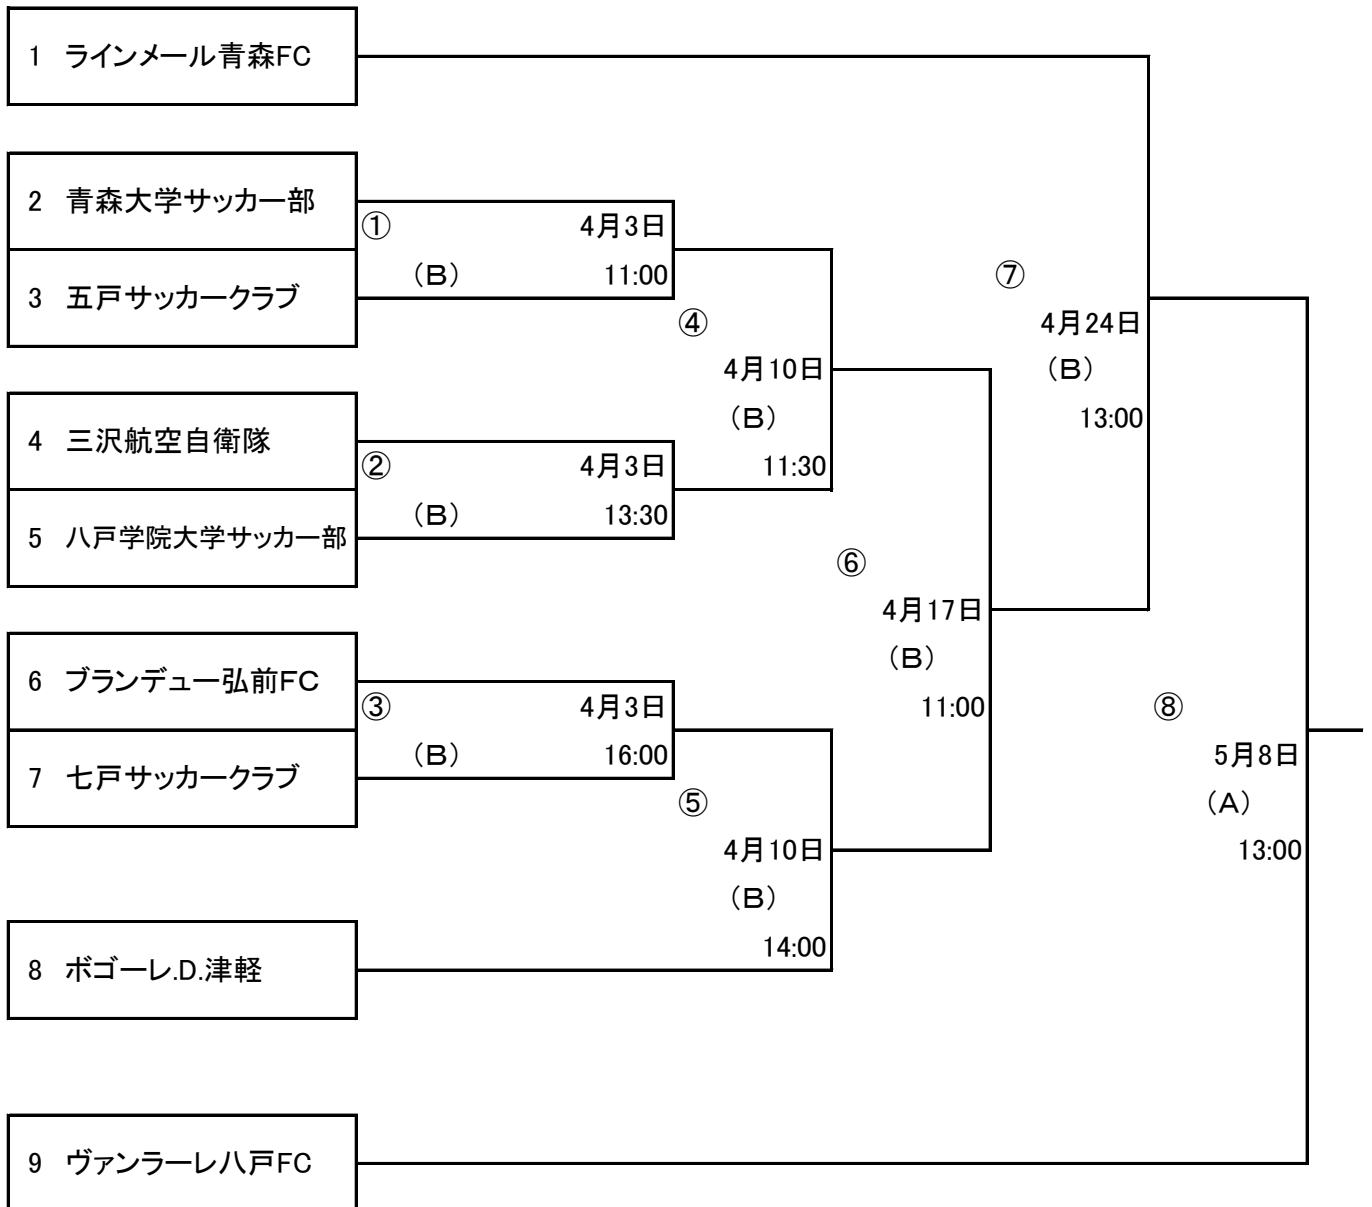 1 ラインメール青森FC
2 青森大学サッカー部
① 4月3日
(B) 11:00
3 五戸サッカークラブ
④
4月10日
(B)
11:30
4 三沢航空自衛隊
② 4月3日
(B) 13:30
5 八戸学院大学サッカー部
⑦
4月24日
(B)
13:00
⑥
4月17日
(B)
11:00
6 ブランデュー弘前FC
③ 4月3日
(B) 16:00
7 七戸サッカークラブ
⑤
4月10日
(B)
14:00
8 ボゴーレ.D.津軽
⑧
5月8日
(A)
13:00
9 ヴァンラーレ八戸FC